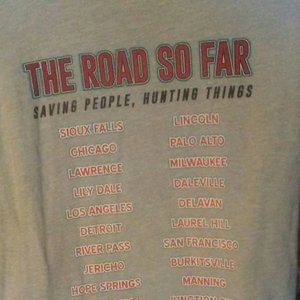 THE ROAD SO FAR
SAVING PEOPLE, HUNTING THINGS
SIOUX FALLS
CHICAGO
LAWRENCE
LILY DALE
LOS ANGELES
DETROIT
RIVER PASS
JERICHO
HOPE SPRINGS
LINCOLN
PALO ALTO
MILWAUKEE
DALEVILLE
DELAVAN
LAUREL HILL
SAN FRANCISCO
BURKITSVILLE
MANNING